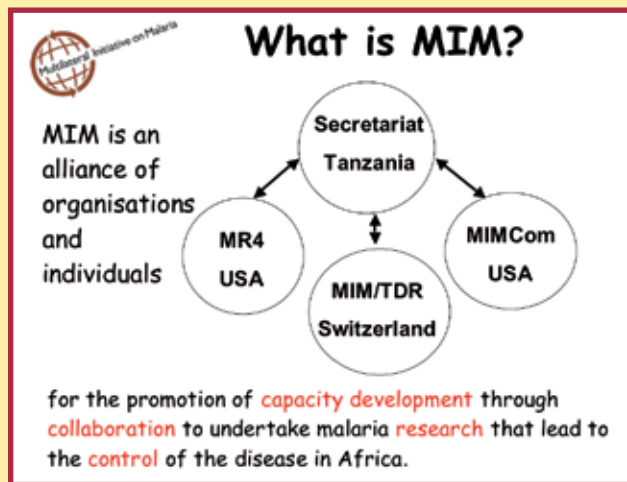 Multilateral Initiative on Malaria
What is MIM?
MIM is an
alliance of
organisations
and
individuals
Secretariat
Tanzania
MR4
USA
MIM/TDR
Switzerland
MIMCom
USA
for the promotion of capacity development through
collaboration to undertake malaria research that lead to
the control of the disease in Africa.